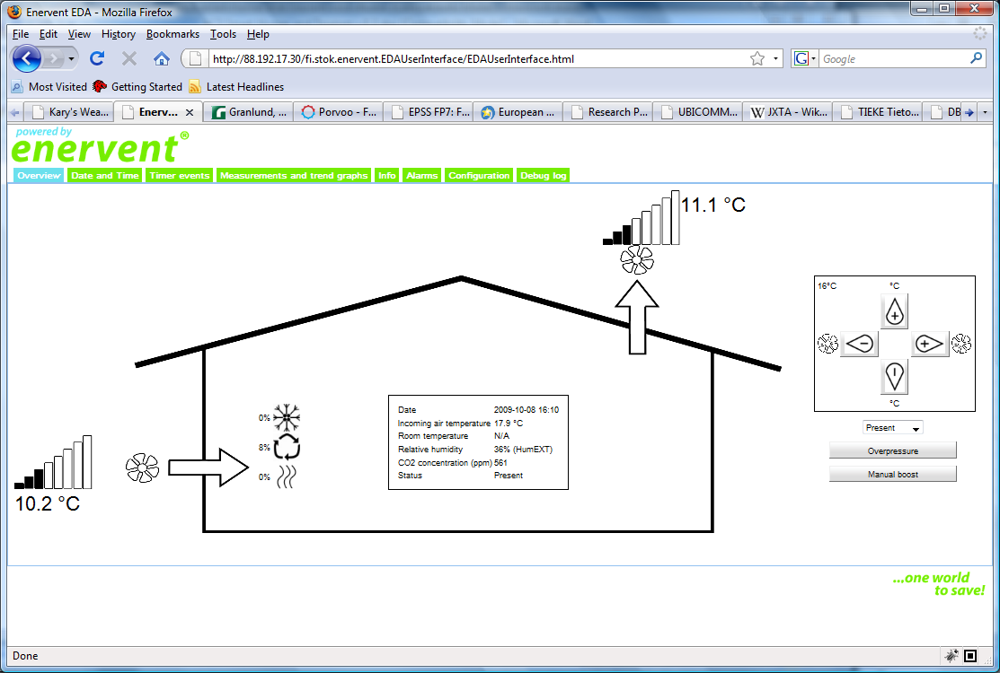 Enervent EDA - Mozilla Firefox
File Edit View History Bookmarks Tools Help
http://88.192.17.30/fi.stok.enervent.EDAUserInterface/EDAUserInterface.html
G Google
Most Visited Getting Started Latest Headlines
Kary's Wea... Enerv... Granlund, ... Porvoo - F... EPSS FP7: F... European ... Research P... UBICOMM... W JXTA - Wik... TIEKE Tieto... DB
powered by
enervent®
Overview Date and Time Timer events Measurements and trend graphs Info Alarms Configuration Debug log
11.1 °C
16°C °C
°C
Present
Overpressure
Manual boost
0%
8%
0%
Date 2009-10-08 16:10
Incoming air temperature 17.9 °C
Room temperature N/A
Relative humidity 36% (HumEXT)
CO2 concentration (ppm) 561
Status Present
10.2 °C
...one world
to save!
Done